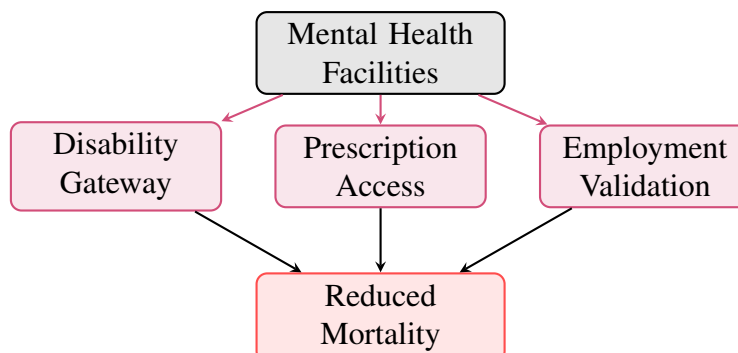 Mental Health
Facilities
Disability
Gateway
Prescription
Access
Employment
Validation
Reduced
Mortality